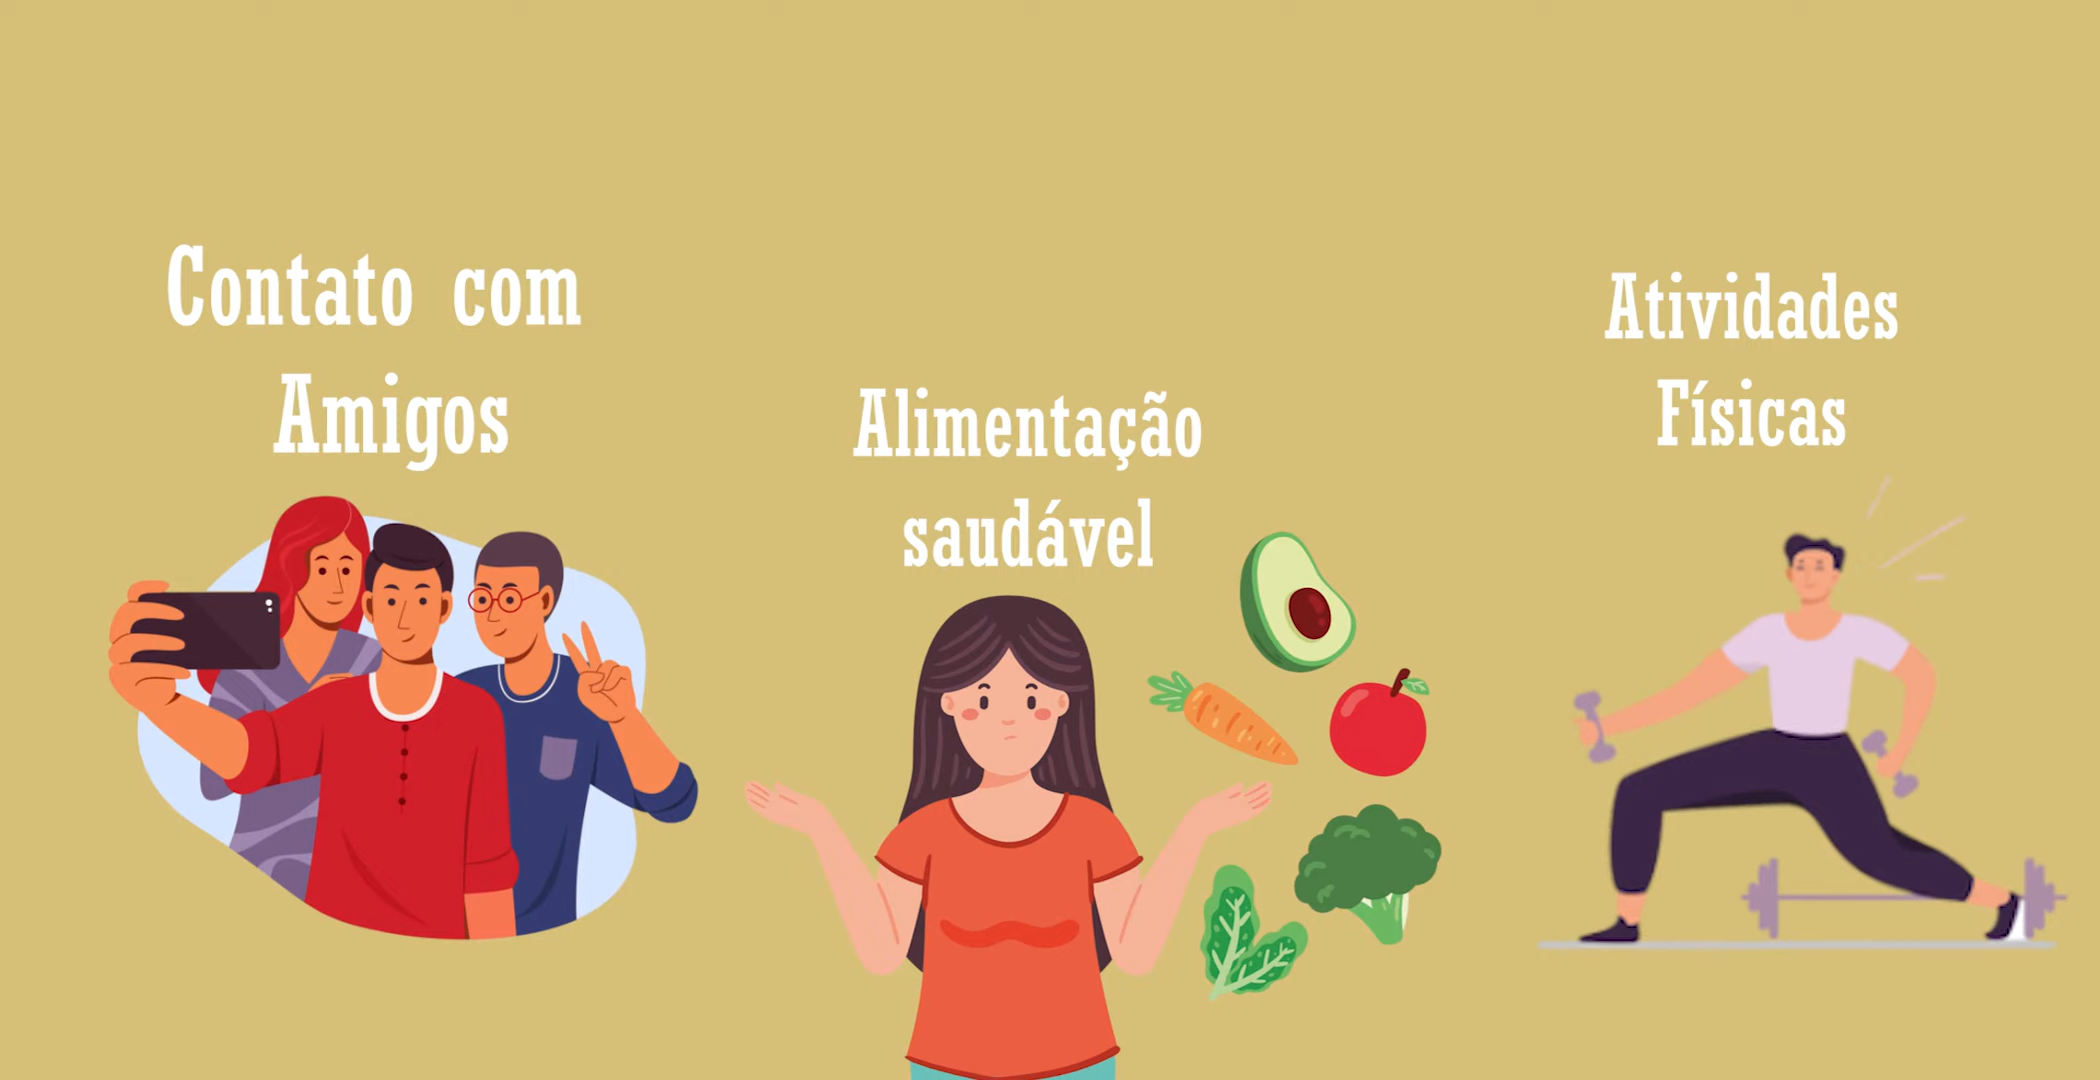 Contato com
Amigos
Alimentação
saudável
Atividades
Físicas